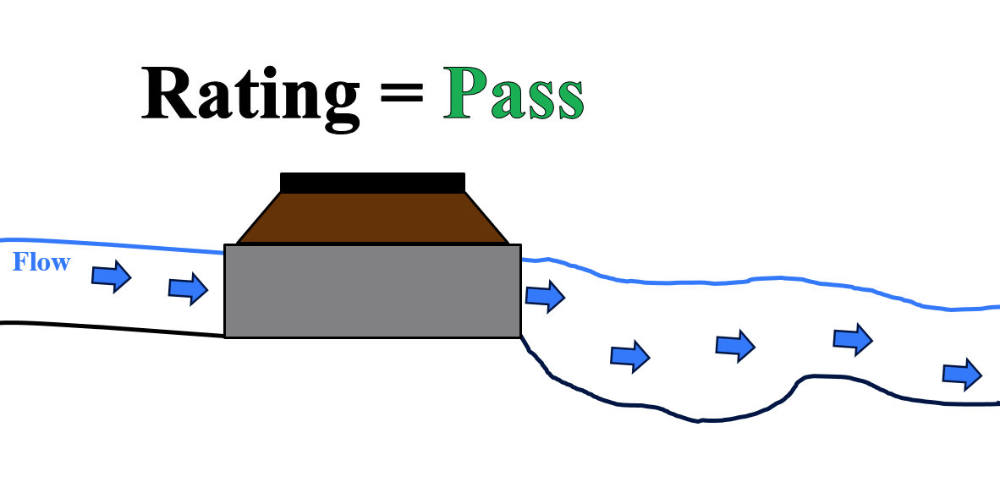 Rating = Pass
Flow